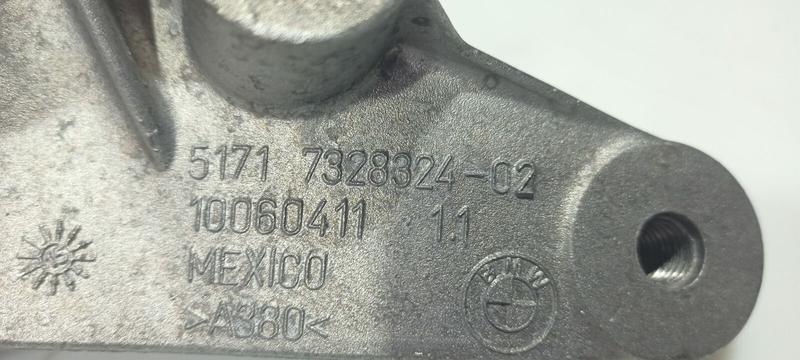 5171 7328324-02
10060411 1.1
MEXICO
>A380<
BMW